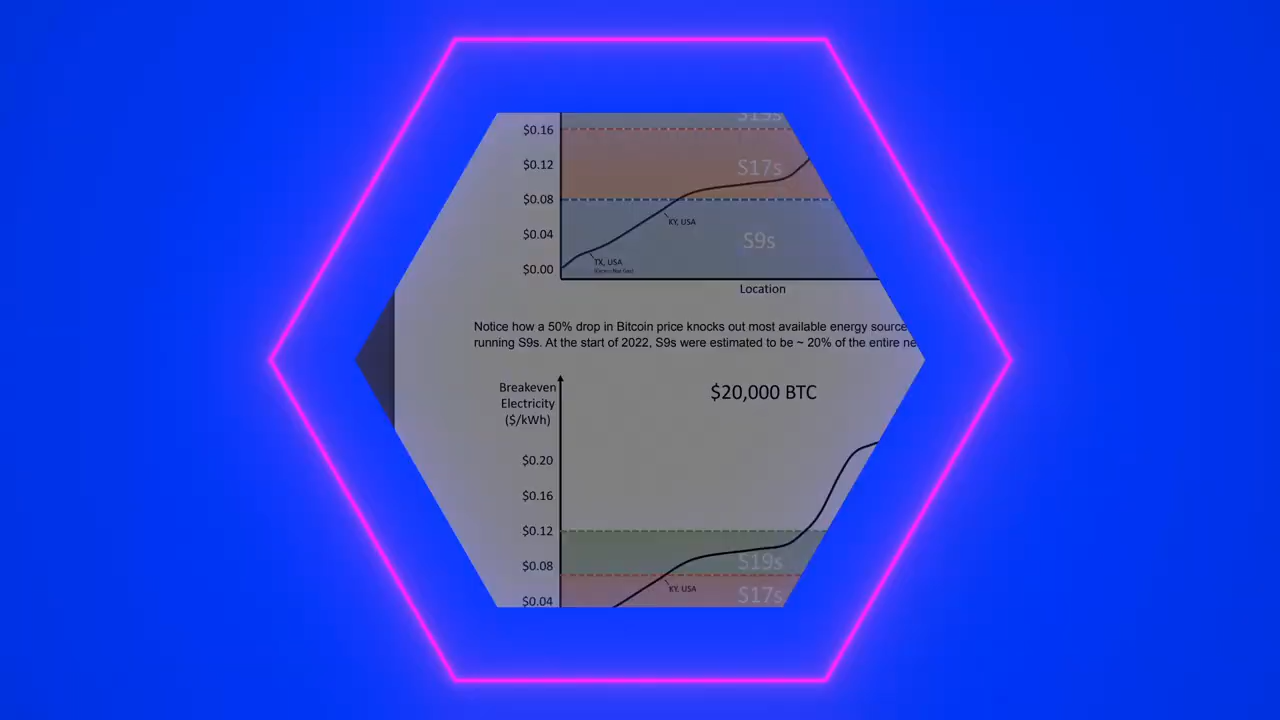 S19s
$0.16
$0.12
S17s
$0.08
KY, USA
$0.04
S9s
TX, USA
$0.00
Location
Notice how a 50% drop in Bitcoin price knocks out most available energy source
running S9s. At the start of 2022, S9s were estimated to be ~ 20% of the entire ne
Breakeven
Electricity
($/kWh)
$20,000 BTC
$0.20
$0.16
$0.12
$0.08
S19s
KY, USA
S17s
$0.04